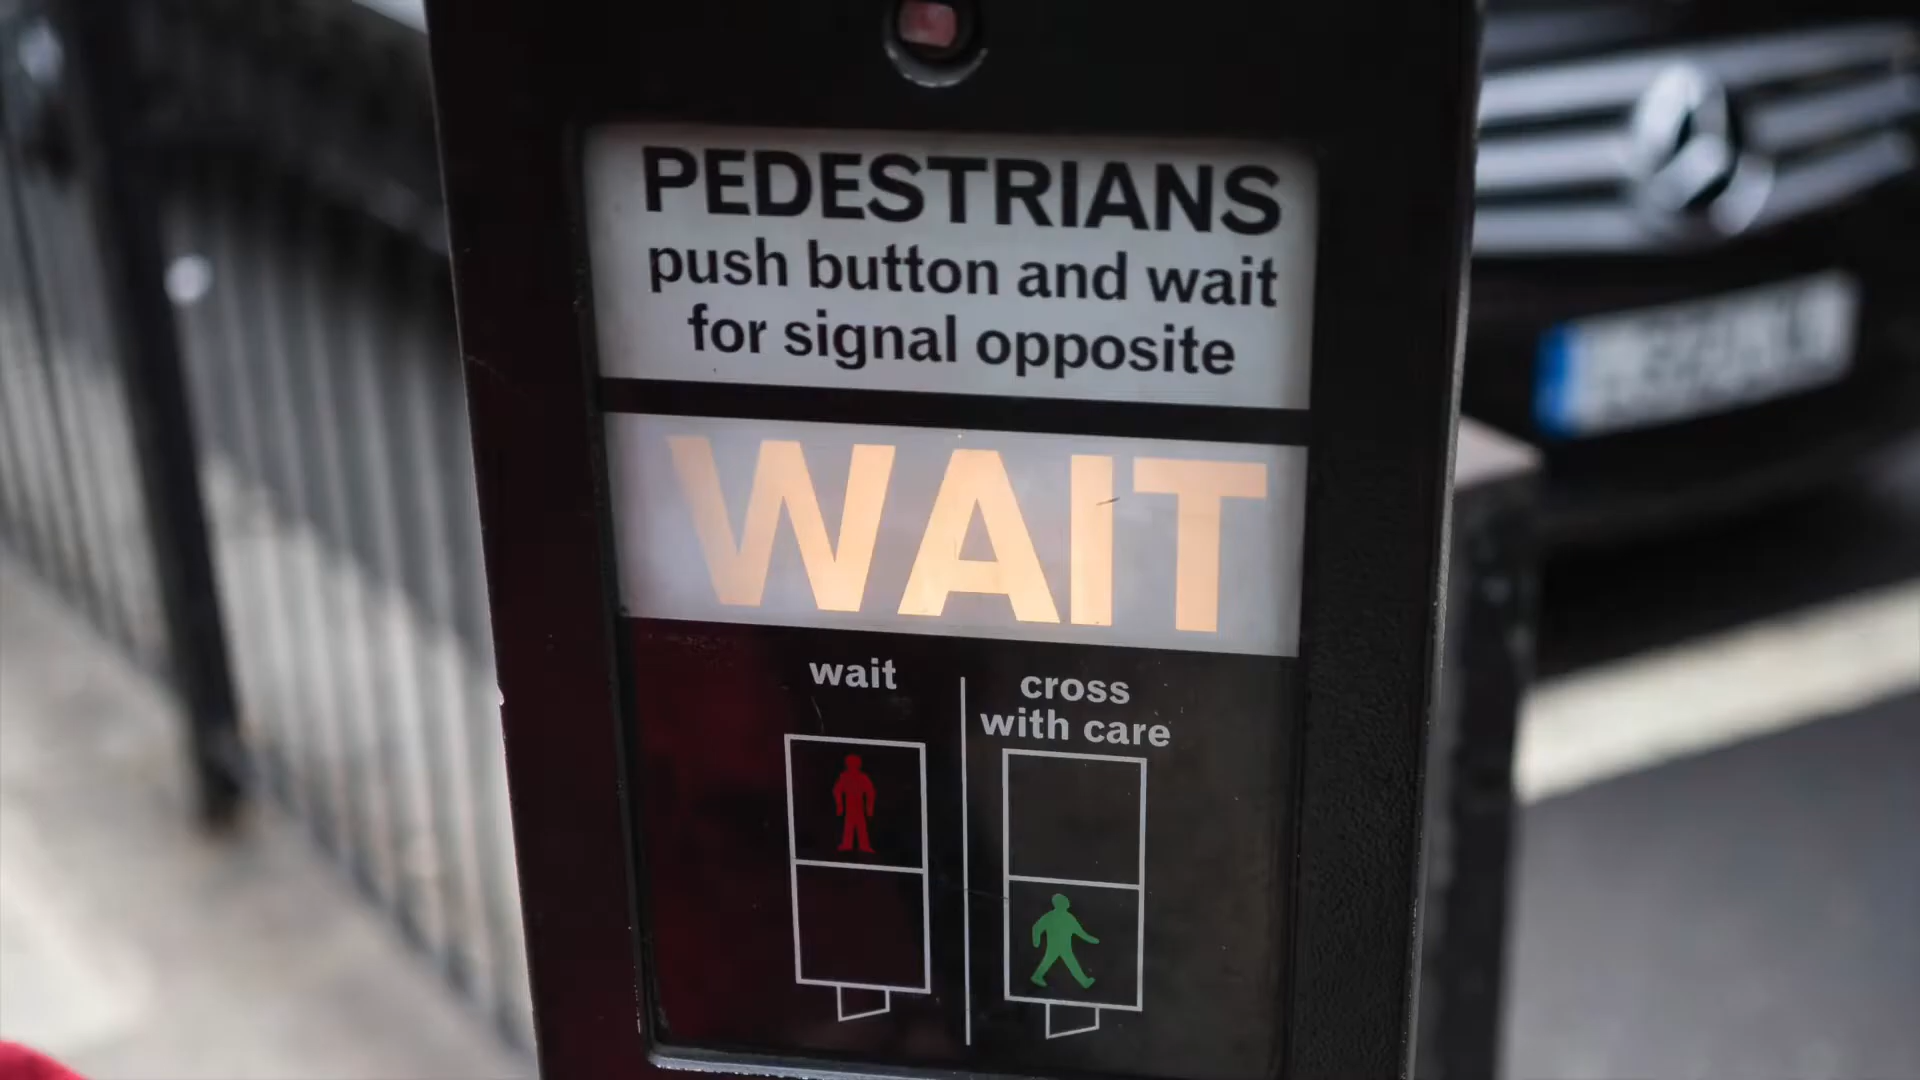 PEDESTRIANS
push button and wait
for signal opposite
WAIT
wait
cross
with care